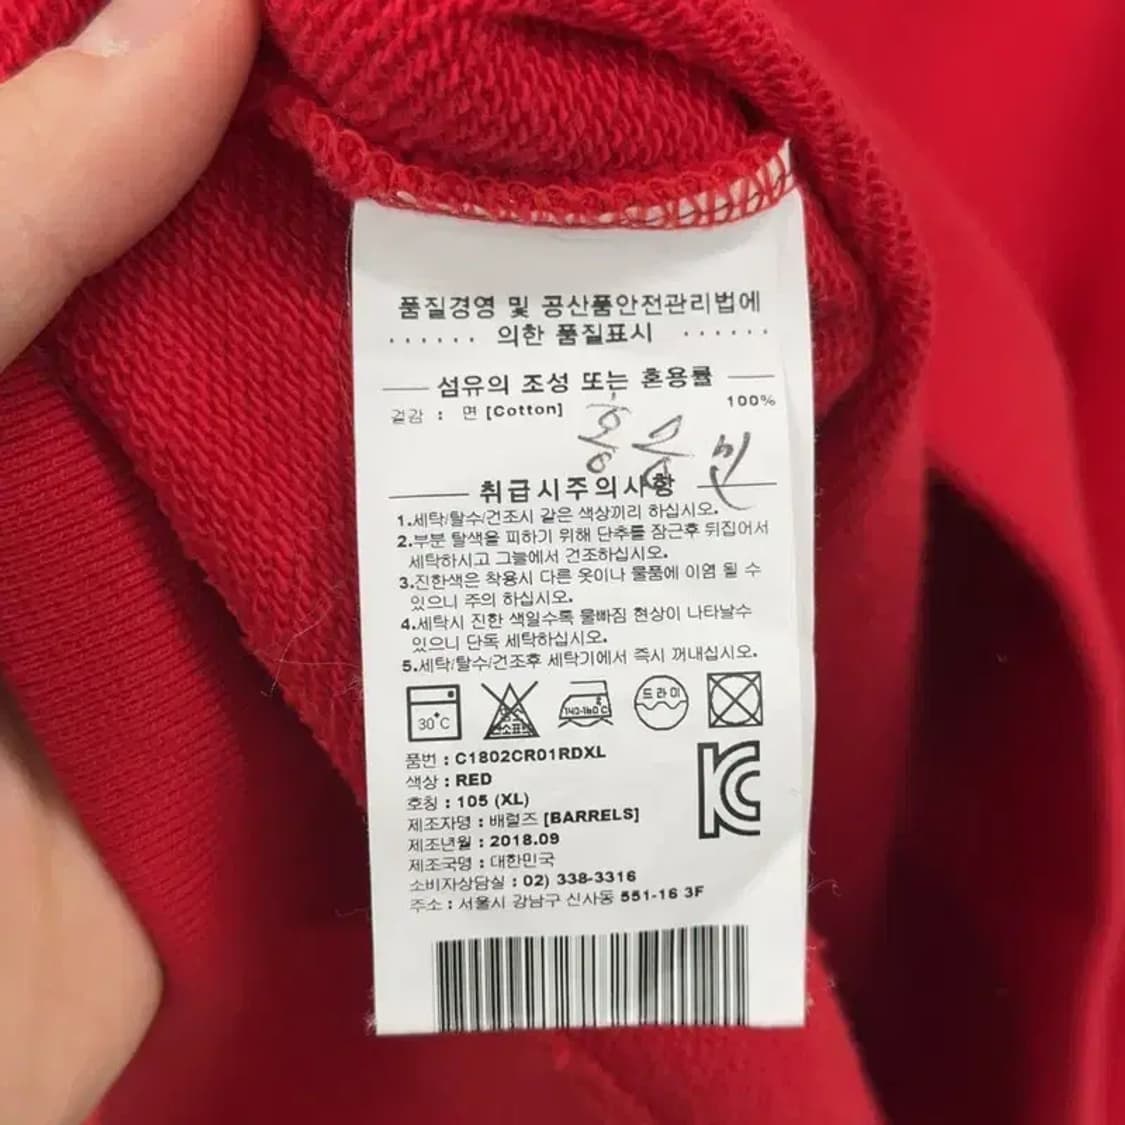 품질경영 및 공산품안전관리법에
...... 의한 품질표시 ......
섬유의 조성 또는 혼용률
겉감 : 면 [Cotton] 100%
취급시주의사항
1.세탁/탈수/건조시 같은 색상끼리 하십시오.
2.부분 탈색을 피하기 위해 단추를 잠근후 뒤집어서
세탁하시고 그늘에서 건조하십시오.
3.진한색은 착용시 다른 옷이나 물품에 이염 될 수
있으니 주의 하십시오.
4.세탁시 진한 색일수록 물빠짐 현상이 나타날수
있으니 단독 세탁하십시오.
5.세탁/탈수/건조후 세탁기에서 즉시 꺼내십시오.
30°C 염소 산소표백 140-160°C 드라이
품번 : C1802CR01RDXL
색상 : RED
호칭 : 105 (XL)
제조자명 : 배럴즈 [BARRELS]
제조년월 : 2018.09
제조국명 : 대한민국
소비자상담실 : 02) 338-3316
주소 : 서울시 강남구 신사동 551-16 3F